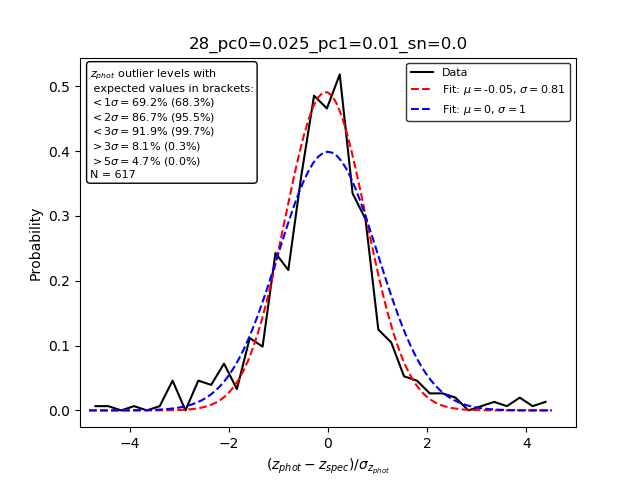 28_pc0=0.025_pc1=0.01_sn=0.0
z_phot outlier levels with
expected values in brackets:
<1σ=69.2% (68.3%)
<2σ=86.7% (95.5%)
<3σ=91.9% (99.7%)
>3σ=8.1% (0.3%)
>5σ=4.7% (0.0%)
N = 617
Data
Fit: μ=-0.05, σ=0.81
Fit: μ=0, σ=1
0.5
0.4
0.3
0.2
0.1
0.0
Probability
−4 −2 0 2 4
(z_phot − z_spec)/σ_z_phot